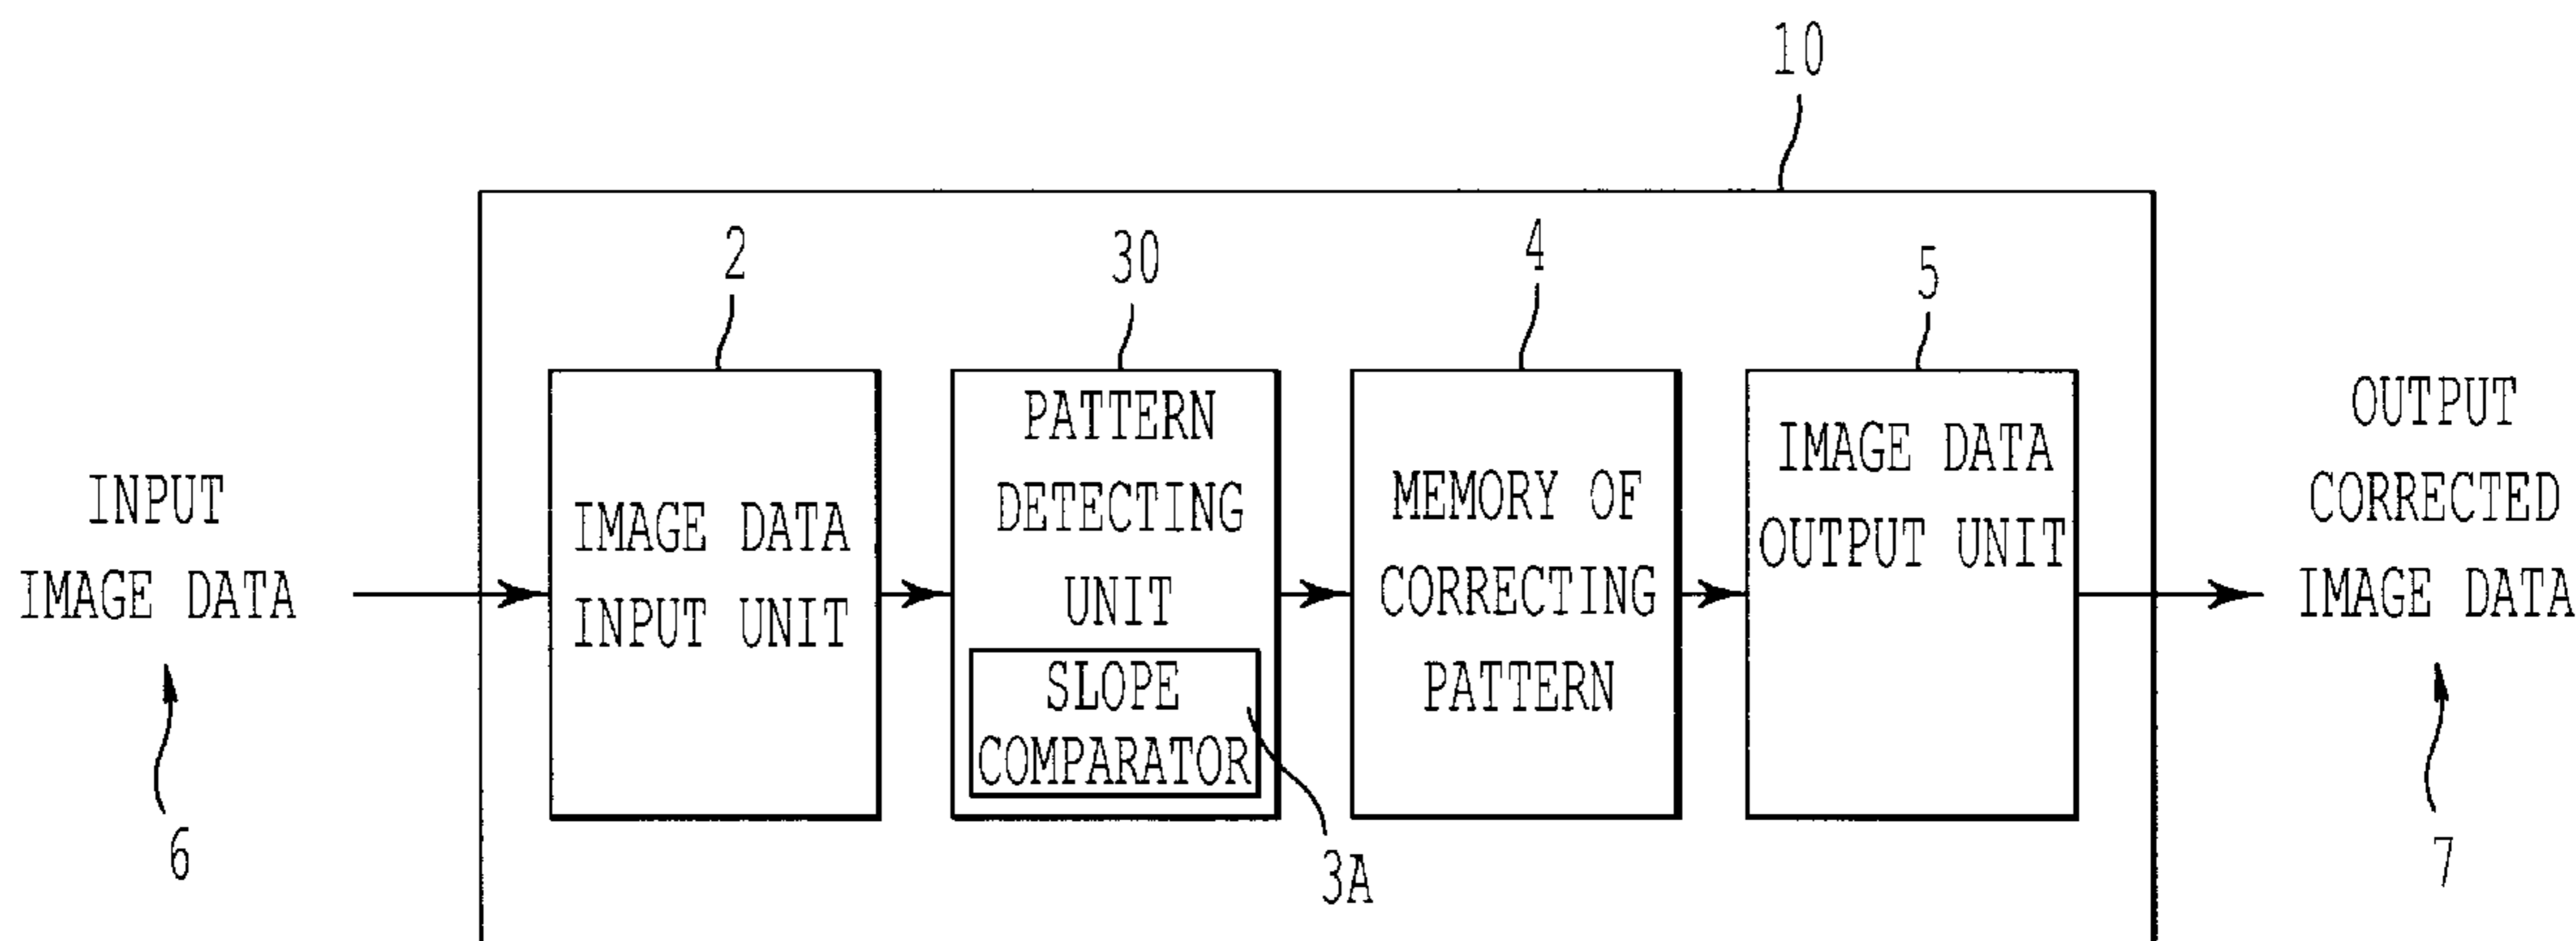 10
2
30
4
5
INPUT
IMAGE DATA
6
IMAGE DATA
INPUT UNIT
PATTERN
DETECTING
UNIT
SLOPE
COMPARATOR
3A
MEMORY OF
CORRECTING
PATTERN
IMAGE DATA
OUTPUT UNIT
OUTPUT
CORRECTED
IMAGE DATA
7